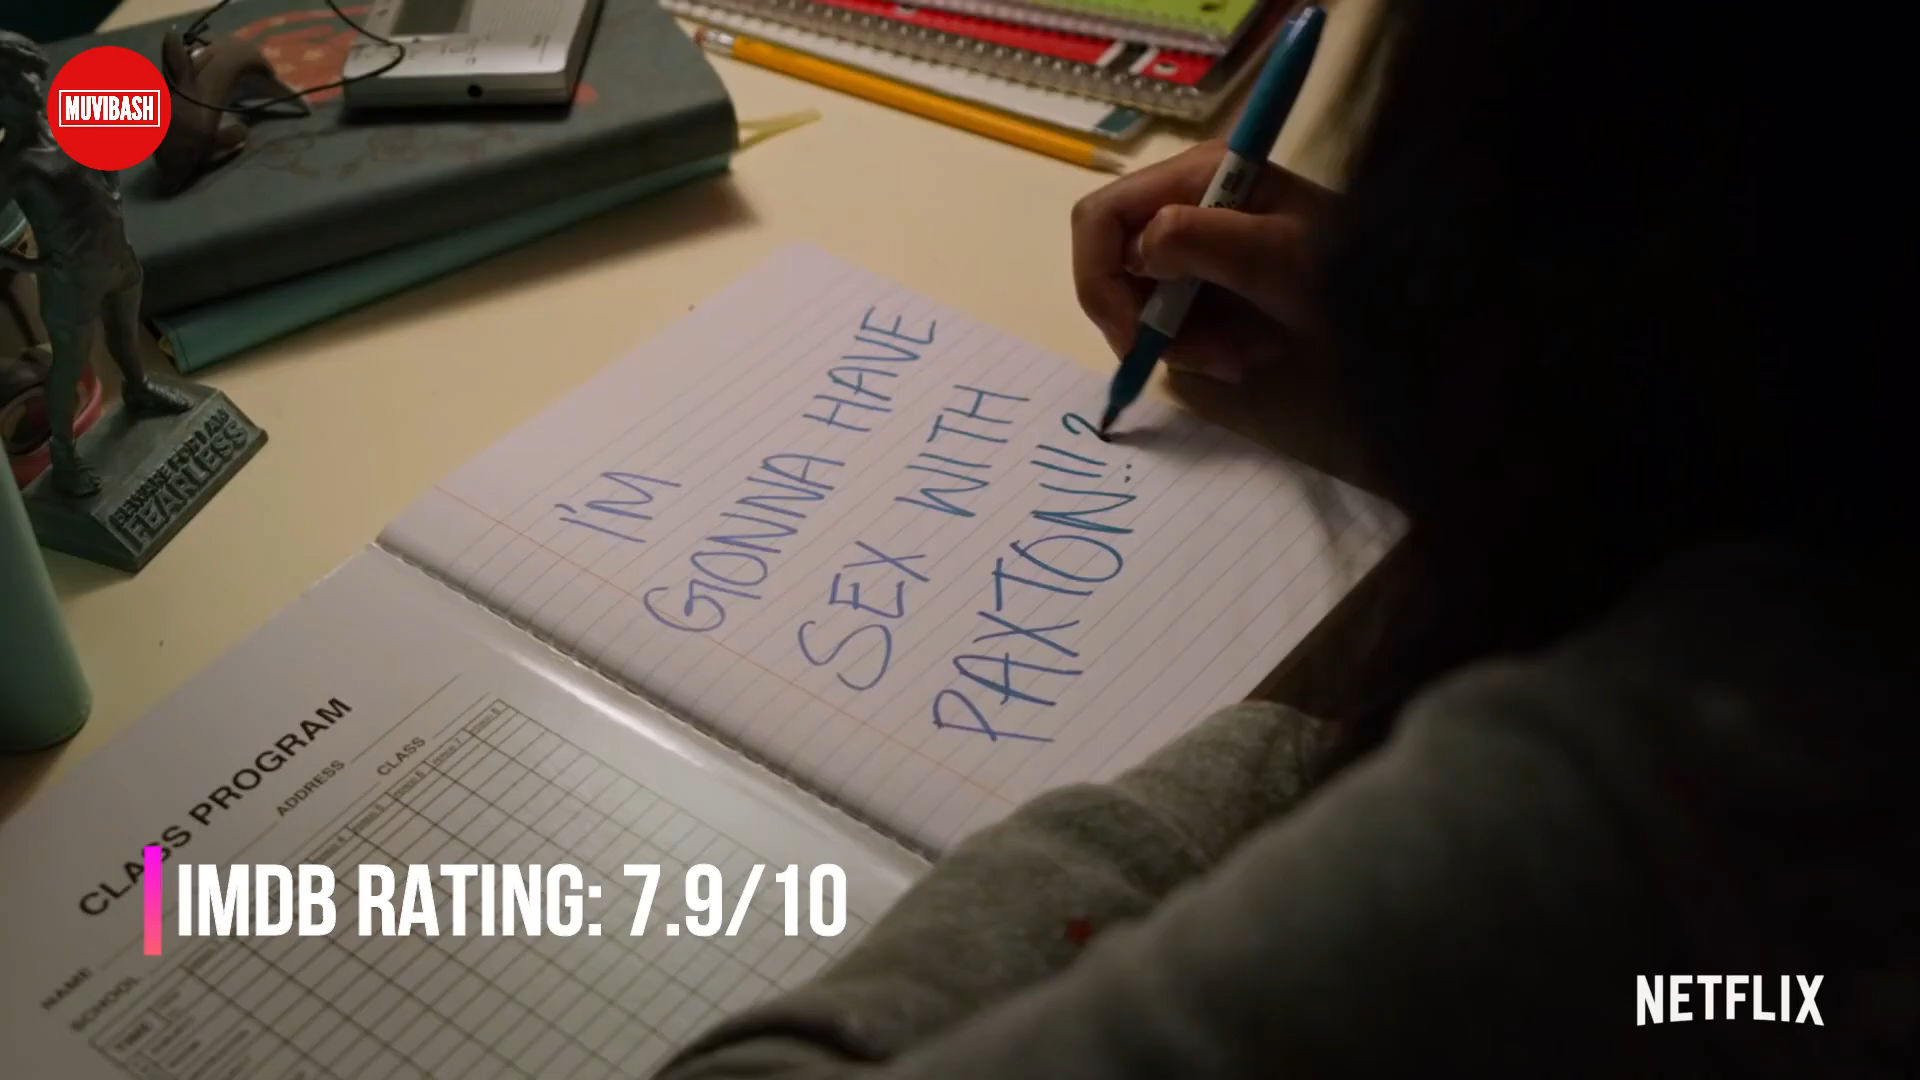 MUVIBASH
I'M
GONNA HAVE
SEX WITH
PAXTON!!?
FEARLESS
CLASS PROGRAM
ADDRESS
CLASS
NAME
SCHOOL
TIME
IMDB RATING: 7.9/10
NETFLIX